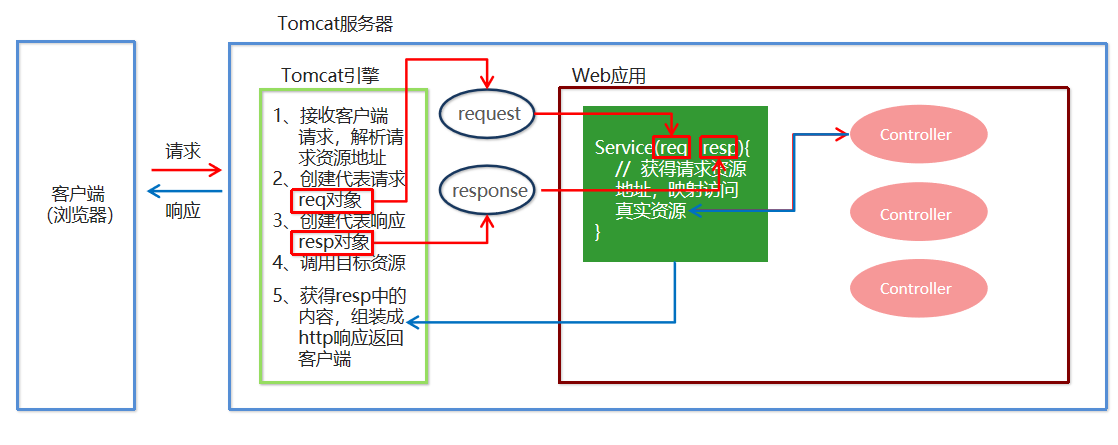 Tomcat服务器
Tomcat引擎
Web应用
客户端
（浏览器）
请求
响应
1、接收客户端
请求，解析请
求资源地址
2、创建代表请求
req对象
3、创建代表响应
resp对象
4、调用目标资源
5、获得resp中的
内容，组装成
http响应返回
客户端
request
response
Service(req resp){
// 获得请求资源
地址，映射访问
真实资源
}
Controller
Controller
Controller